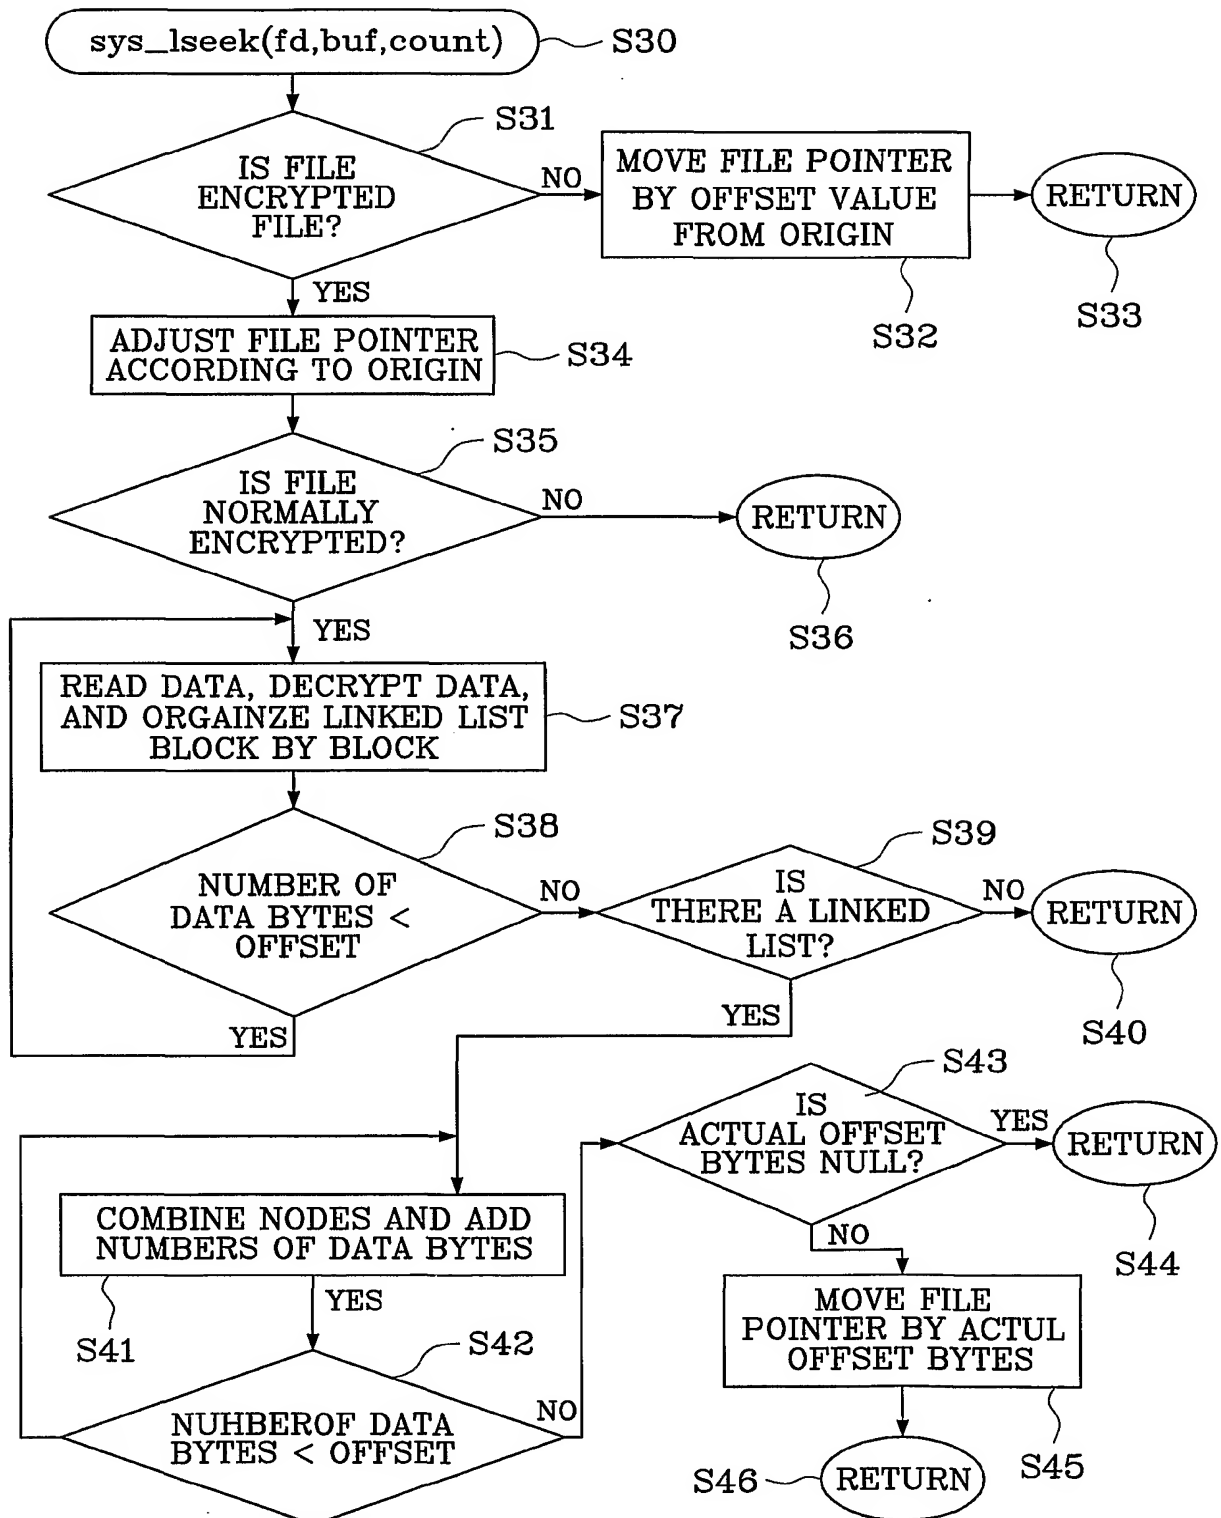 sys_lseek(fd,buf,count)
S30
S31
IS FILE
ENCRYPTED
FILE?
NO
MOVE FILE POINTER
BY OFFSET VALUE
FROM ORIGIN
RETURN
S32
S33
YES
ADJUST FILE POINTER
ACCORDING TO ORIGIN
S34
S35
IS FILE
NORMALLY
ENCRYPTED?
NO
RETURN
S36
YES
READ DATA, DECRYPT DATA,
AND ORGAINZE LINKED LIST
BLOCK BY BLOCK
S37
S38
NUMBER OF
DATA BYTES <
OFFSET
NO
S39
IS
THERE A LINKED
LIST?
NO
RETURN
S40
YES
YES
S43
IS
ACTUAL OFFSET
BYTES NULL?
YES
RETURN
S44
COMBINE NODES AND ADD
NUMBERS OF DATA BYTES
S41
YES
S42
NUHBEROF DATA
BYTES < OFFSET
NO
NO
MOVE FILE
POINTER BY ACTUL
OFFSET BYTES
S45
S46
RETURN